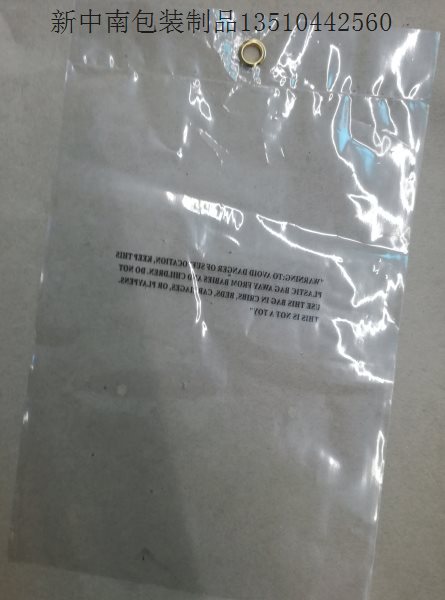 新中南包装制品13510442560
"WARNING:TO AVOID DANGER OF SUFFOCATION, KEEP THIS
PLASTIC BAG AWAY FROM BABIES AND CHILDREN. DO NOT
USE THIS BAG IN CRIBS, BEDS, CARRIAGES, OR PLAYPENS.
THIS IS NOT A TOY"